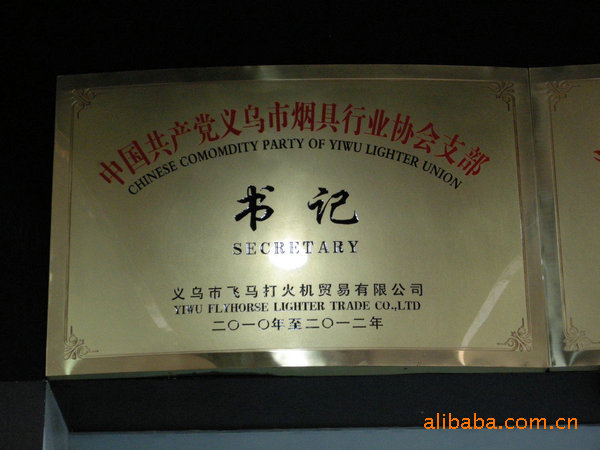 中国共产党义乌市烟具行业协会支部
CHINESE COMOMDITY PARTY OF YIWU LIGHTER UNION
书记
SECRETARY
义乌市飞马打火机贸易有限公司
YIWU FLYHORSE LIGHTER TRADE CO.,LTD
二〇一〇年至二〇一二年
alibaba.com.cn